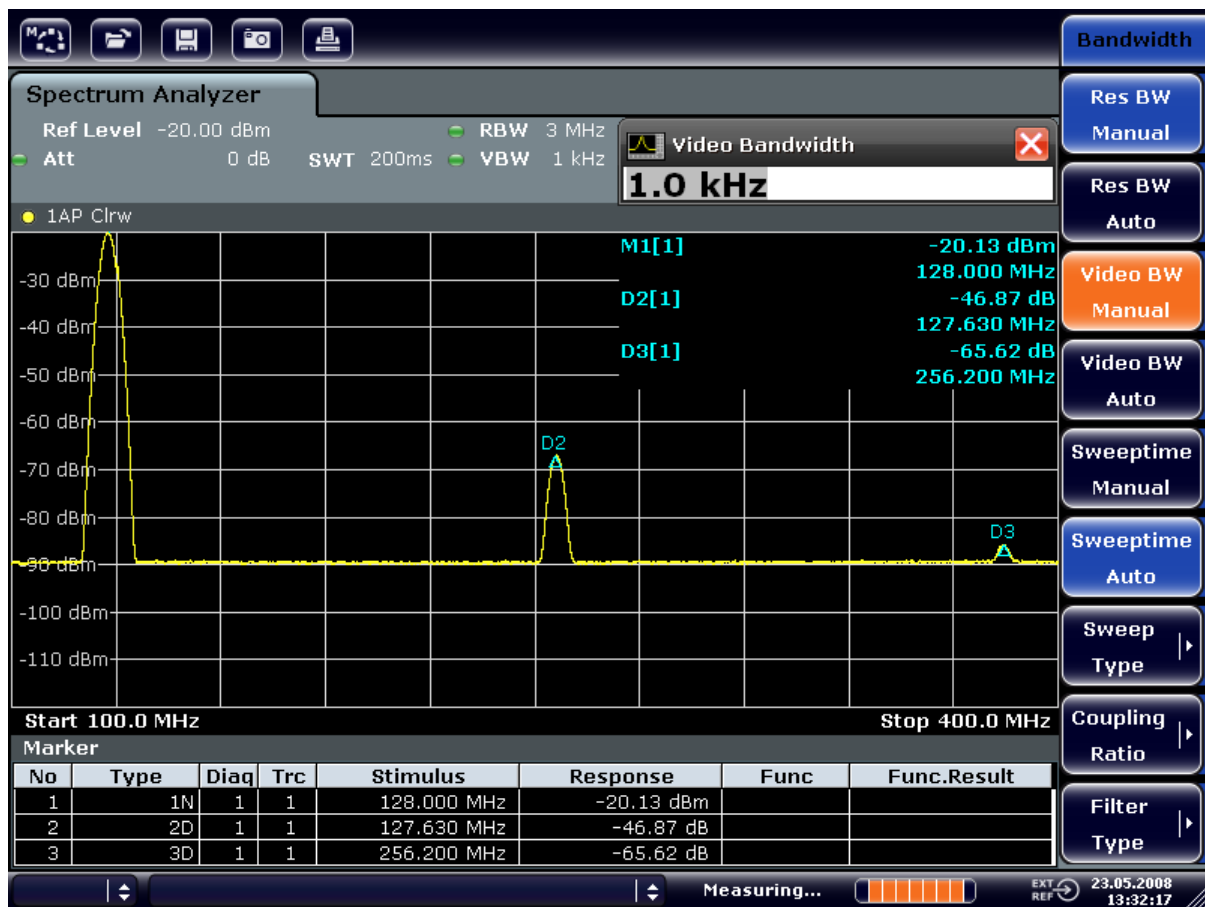 M
Bandwidth
Spectrum Analyzer
Ref Level -20.00 dBm RBW 3 MHz
Att 0 dB SWT 200ms VBW 1 kHz
Video Bandwidth
1.0 kHz
1AP Clrw
M1[1] -20.13 dBm
128.000 MHz
D2[1] -46.87 dB
127.630 MHz
D3[1] -65.62 dB
256.200 MHz
-30 dBm
-40 dBm
-50 dBm
-60 dBm
-70 dBm
-80 dBm
-90 dBm
-100 dBm
-110 dBm
D2
D3
Start 100.0 MHz Stop 400.0 MHz
Marker
No Type Diaq Trc Stimulus Response Func Func.Result
1 1N 1 1 128.000 MHz -20.13 dBm
2 2D 1 1 127.630 MHz -46.87 dB
3 3D 1 1 256.200 MHz -65.62 dB
Res BW
Manual
Res BW
Auto
Video BW
Manual
Video BW
Auto
Sweeptime
Manual
Sweeptime
Auto
Sweep
Type
Coupling
Ratio
Filter
Type
Measuring...
EXT
REF
23.05.2008
13:32:17